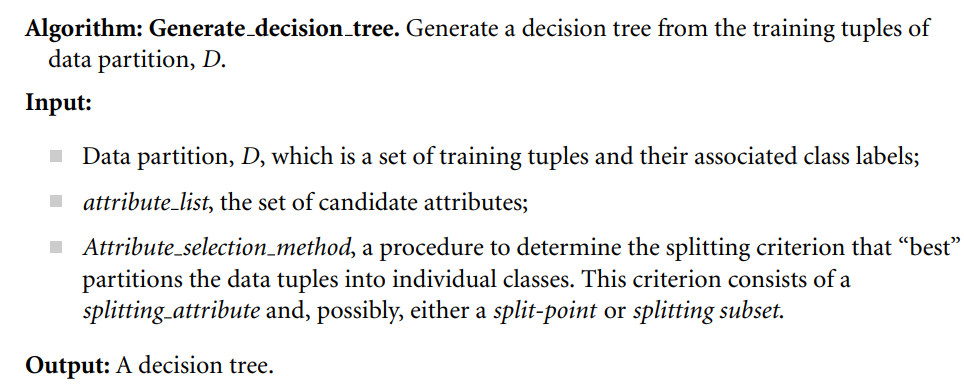 Algorithm: Generate_decision_tree. Generate a decision tree from the training tuples of
data partition, D.
Input:
Data partition, D, which is a set of training tuples and their associated class labels;
attribute_list, the set of candidate attributes;
Attribute_selection_method, a procedure to determine the splitting criterion that “best”
partitions the data tuples into individual classes. This criterion consists of a
splitting_attribute and, possibly, either a split-point or splitting subset.
Output: A decision tree.